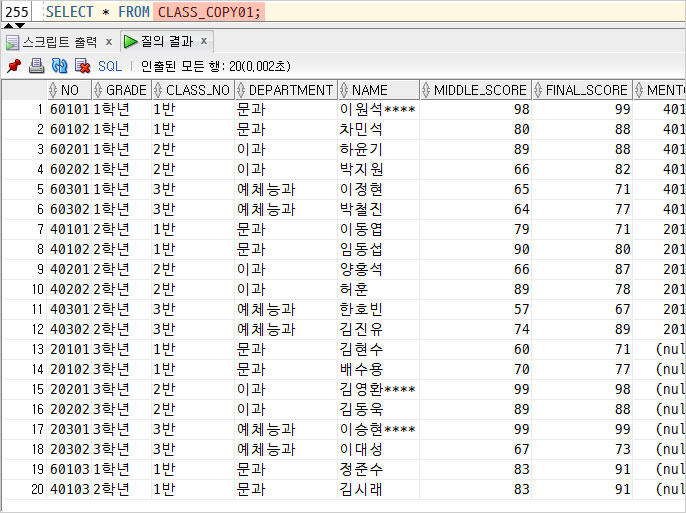 255 SELECT * FROM CLASS_COPY01;
스크립트 출력 × 질의 결과 ×
SQL | 인출된 모든 행: 20(0,002초)
NO GRADE CLASS_NO DEPARTMENT NAME MIDDLE_SCORE FINAL_SCORE MENTO
1 60101 1학년 1반 문과 이원석**** 98 99 401
2 60102 1학년 1반 문과 차민석 80 88 401
3 60201 1학년 2반 이과 하윤기 89 88 401
4 60202 1학년 2반 이과 박지원 66 82 401
5 60301 1학년 3반 예체능과 이정현 65 71 401
6 60302 1학년 3반 예체능과 박철진 64 77 401
7 40101 2학년 1반 문과 이동엽 79 71 201
8 40102 2학년 1반 문과 임동섭 90 80 201
9 40201 2학년 2반 이과 양홍석 66 87 201
10 40202 2학년 2반 이과 허훈 89 78 201
11 40301 2학년 3반 예체능과 한호빈 57 67 201
12 40302 2학년 3반 예체능과 김진유 74 89 201
13 20101 3학년 1반 문과 김현수 60 71 (nul
14 20102 3학년 1반 문과 배수용 70 77 (nul
15 20201 3학년 2반 이과 김영환**** 99 98 (nul
16 20202 3학년 2반 이과 김동욱 89 88 (nul
17 20301 3학년 3반 예체능과 이승현**** 99 99 (nul
18 20302 3학년 3반 예체능과 이대성 67 73 (nul
19 60103 1학년 1반 문과 정준수 83 91 (nul
20 40103 2학년 1반 문과 김시래 83 91 (nul